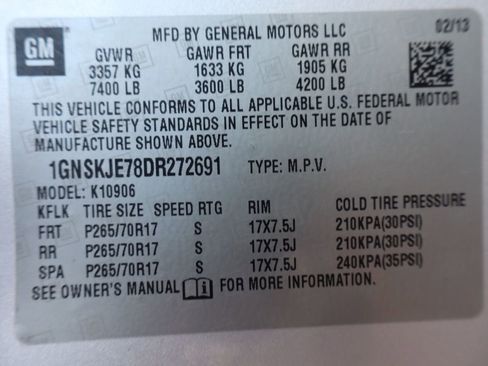 GM
MFD BY GENERAL MOTORS LLC 02/13
GVWR GAWR FRT GAWR RR
3357 KG 1633 KG 1905 KG
7400 LB 3600 LB 4200 LB
THIS VEHICLE CONFORMS TO ALL APPLICABLE U.S. FEDERAL MOTOR
VEHICLE SAFETY STANDARDS IN EFFECT ON THE DATE OF
MANUFACTURE SHOWN ABOVE.
1GNSKJE78DR272691 TYPE: M.P.V.
MODEL: K10906
KFLK TIRE SIZE SPEED RTG RIM COLD TIRE PRESSURE
FRT P265/70R17 S 17X7.5J 210KPA(30PSI)
RR P265/70R17 S 17X7.5J 210KPA(30PSI)
SPA P265/70R17 S 17X7.5J 240KPA(35PSI)
SEE OWNER'S MANUAL FOR MORE INFORMATION.